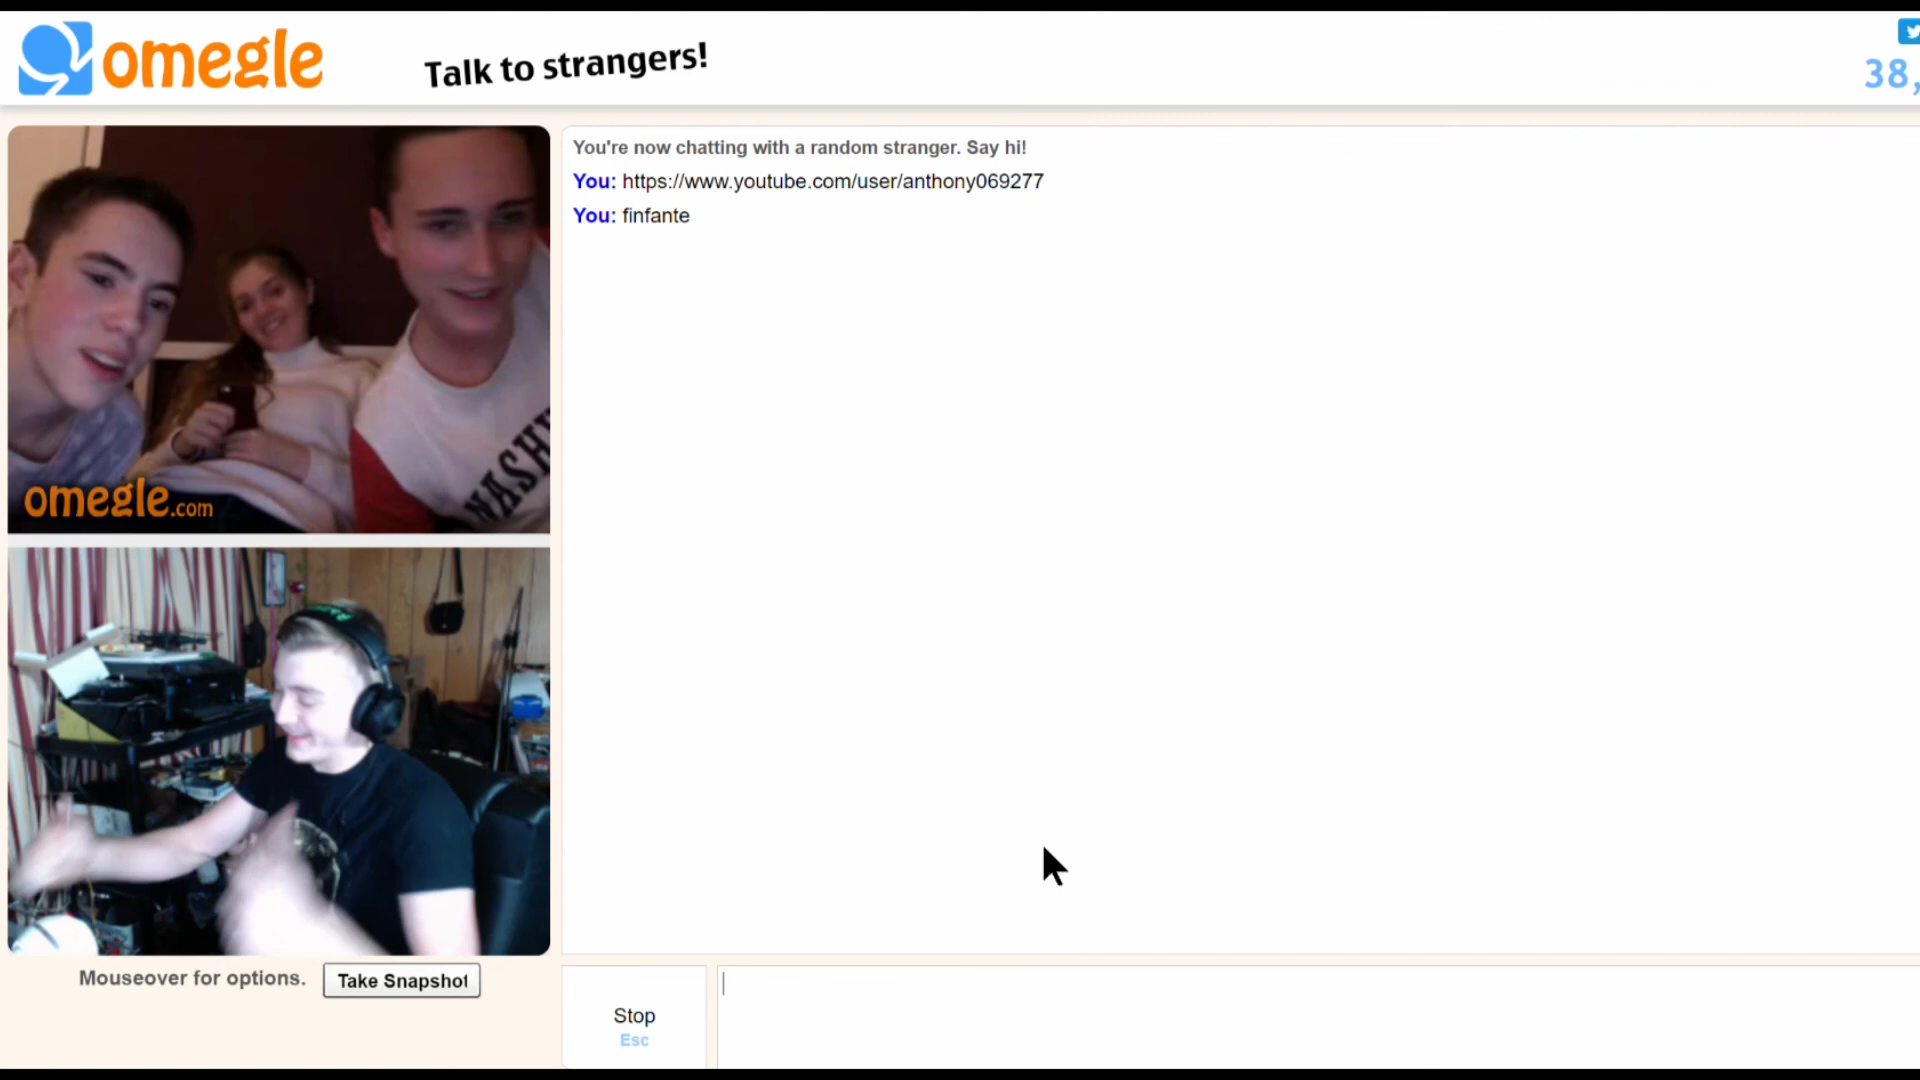 omegle
Talk to strangers!
38,
You're now chatting with a random stranger. Say hi!
You: https://www.youtube.com/user/anthony069277
You: finfante
NASH
omegle.com
Mouseover for options.
Take Snapshot
Stop
Esc